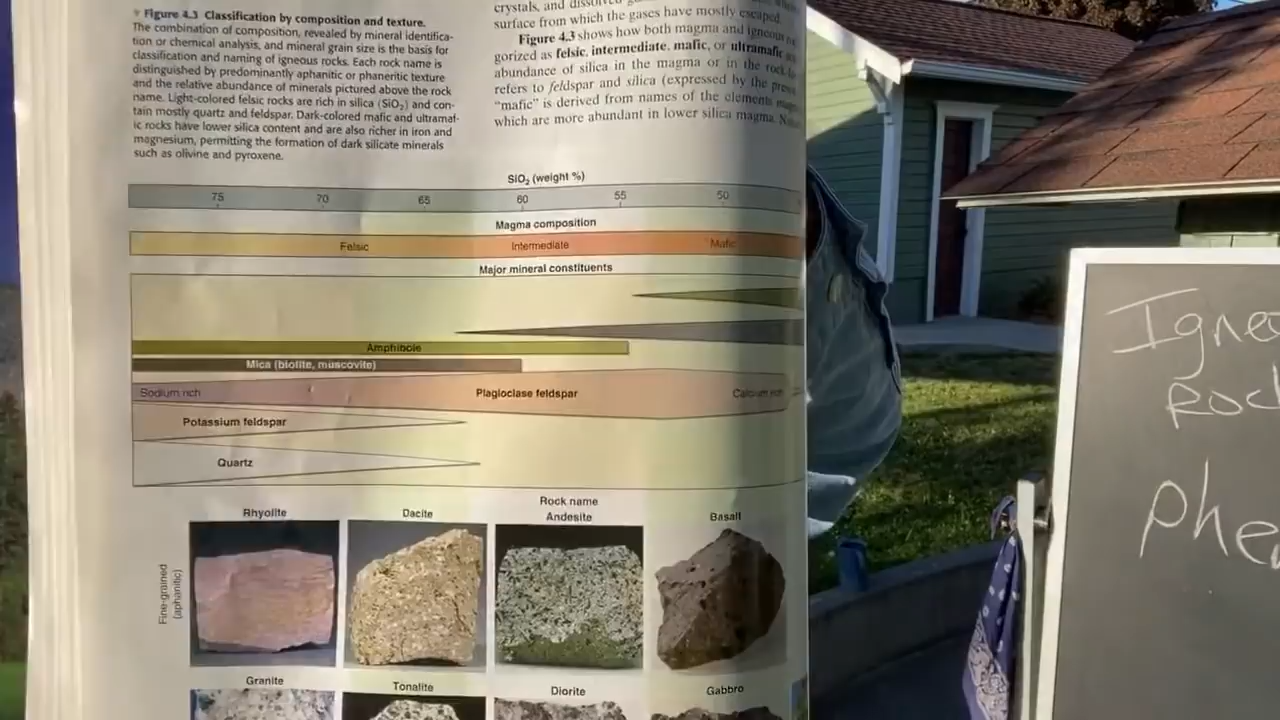 Figure 4.3 Classification by composition and texture.
The combination of composition, revealed by mineral identifica-
tion or chemical analysis, and mineral grain size is the basis for
classification and naming of igneous rocks. Each rock name is
distinguished by predominantly aphanitic or phaneritic texture
and the relative abundance of minerals pictured above the rock
name. Light-colored felsic rocks are rich in silica (SiO₂) and con-
tain mostly quartz and feldspar. Dark-colored mafic and ultramaf-
ic rocks have lower silica content and are also richer in iron and
magnesium, permitting the formation of dark silicate minerals
such as olivine and pyroxene.
crystals, and dissolved
surface from which the gases have mostly escaped.
Figure 4.3 shows how both magma and igneous
gorized as felsic, intermediate, mafic, or ultramafic
abundance of silica in the magma or in the rock
refers to feldspar and silica (expressed by the
"mafic" is derived from names of the elements
which are more abundant in lower silica magma.
SiO₂ (weight %)
75 70 65 60 55 50
Magma composition
Felsic Intermediate Mafic
Major mineral constituents
Amphibole
Mica (biolite, muscovite)
Sodium rich Plagioclase feldspar Calcium rich
Potassium feldspar
Quartz
Rock name
Rhyolite Dacite Andesite Basalt
Fine-grained
(aphanitic)
Granite Tonalite Diorite Gabbro
Igne
Roc
phe